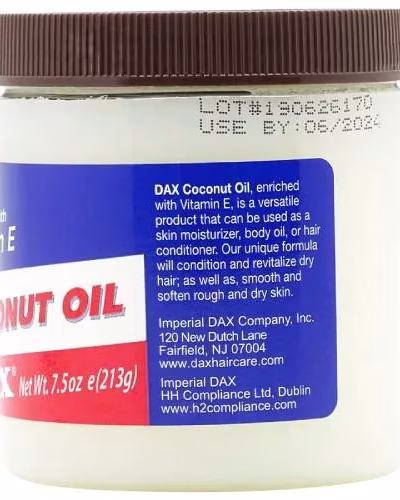 LOT#190626170
USE BY:06/2024
DAX Coconut Oil, enriched
with Vitamin E, is a versatile
product that can be used as a
skin moisturizer, body oil, or hair
conditioner. Our unique formula
will condition and revitalize dry
hair; as well as, smooth and
soften rough and dry skin.
Imperial DAX Company, Inc.
120 New Dutch Lane
Fairfield, NJ 07004
www.daxhaircare.com
Imperial DAX
HH Compliance Ltd, Dublin
www.h2compliance.com
E
ONUT OIL
X®
Net Wt. 7.5oz e(213g)